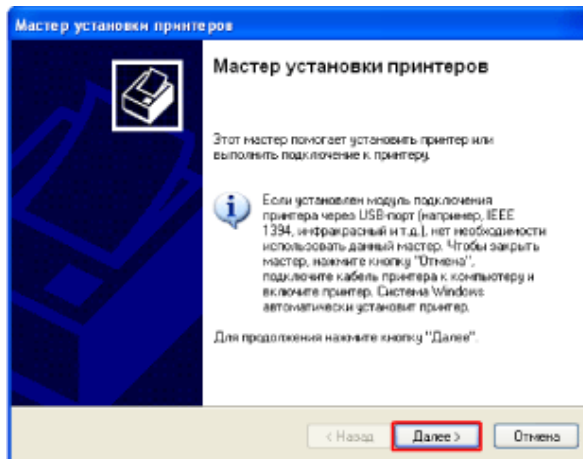 Мастер установки принтеров
Мастер установки принтеров
Этот мастер помогает установить принтер или
выполнить подключение к принтеру.
Если установлен модуль подключения
принтера через USB-порт (например, IEEE
1394, инфракрасный и т.д.), нет необходимости
использовать данный мастер. Чтобы закрыть
мастер, нажмите кнопку "Отмена",
подключите кабель принтера к компьютеру и
включите принтер. Система Windows
автоматически установит принтер.
Для продолжения нажмите кнопку "Далее".
< Назад Далее > Отмена